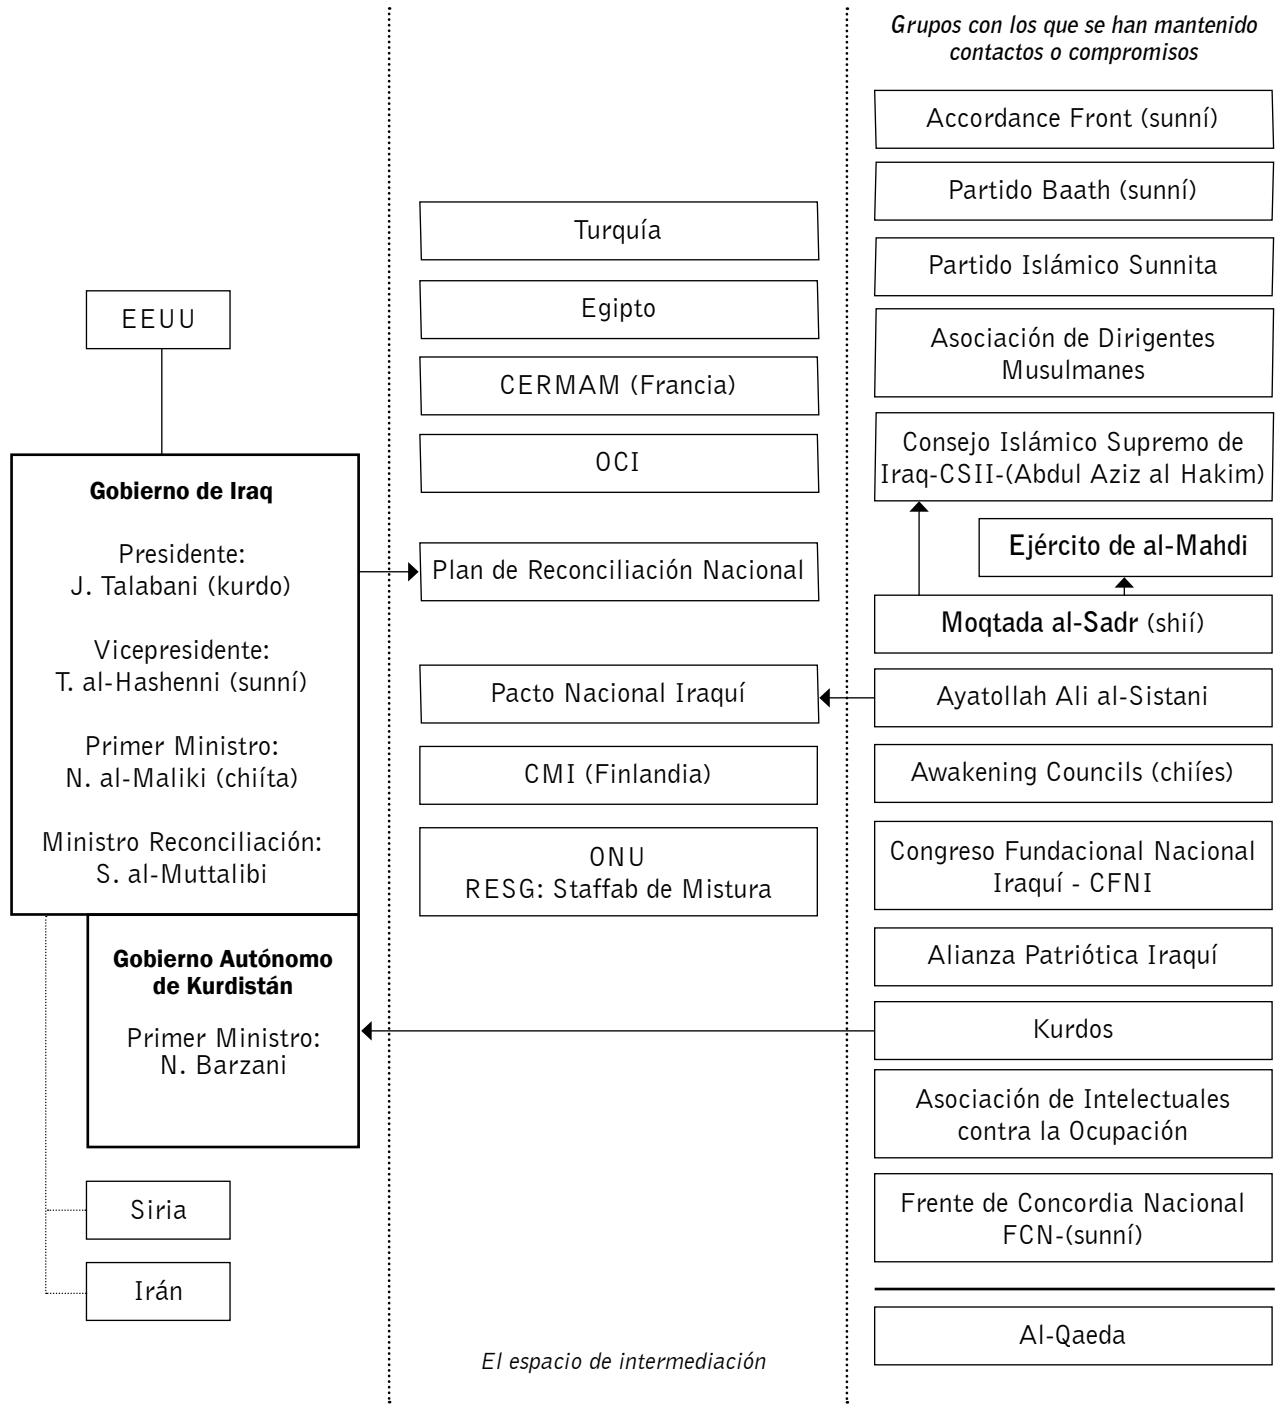 EEUU
Gobierno de Iraq
Presidente:
J. Talabani (kurdo)
Vicepresidente:
T. al-Hashenni (sunní)
Primer Ministro:
N. al-Maliki (chiíta)
Ministro Reconciliación:
S. al-Muttalibi
Gobierno Autónomo
de Kurdistán
Primer Ministro:
N. Barzani
Siria
Irán
Turquía
Egipto
CERMAM (Francia)
OCI
Plan de Reconciliación Nacional
Pacto Nacional Iraquí
CMI (Finlandia)
ONU
RESG: Staffab de Mistura
El espacio de intermediación
Grupos con los que se han mantenido
contactos o compromisos
Accordance Front (sunní)
Partido Baath (sunní)
Partido Islámico Sunnita
Asociación de Dirigentes
Musulmanes
Consejo Islámico Supremo de
Iraq-CSII-(Abdul Aziz al Hakim)
Ejército de al-Mahdi
Moqtada al-Sadr (shií)
Ayatollah Ali al-Sistani
Awakening Councils (chiíes)
Congreso Fundacional Nacional
Iraquí - CFNI
Alianza Patriótica Iraquí
Kurdos
Asociación de Intelectuales
contra la Ocupación
Frente de Concordia Nacional
FCN-(sunní)
Al-Qaeda